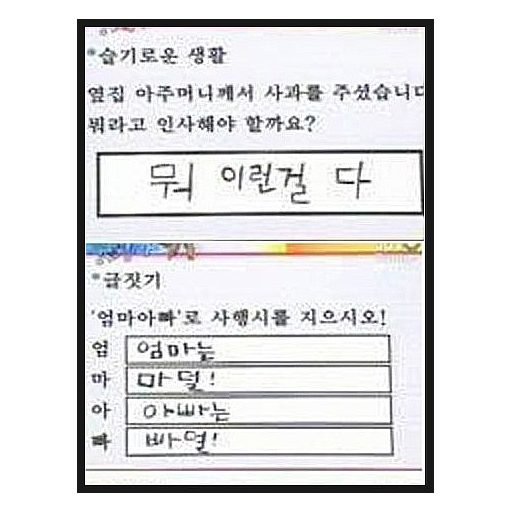 *슬기로운 생활
옆집 아주머니께서 사과를 주셨습니다
뭐라고 인사해야 할까요?
뭐 이런걸 다
*글짓기
'엄마아빠'로 사행시를 지으시오!
엄 엄마는
마 마덜!
아 아빠는
빠 빠덜!